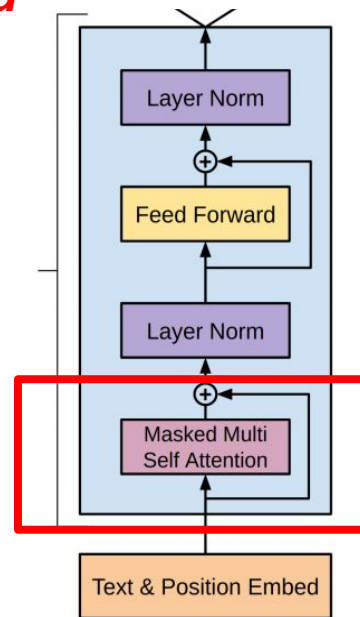 Layer Norm
+
Feed Forward
Layer Norm
+
Masked Multi
Self Attention
Text & Position Embed